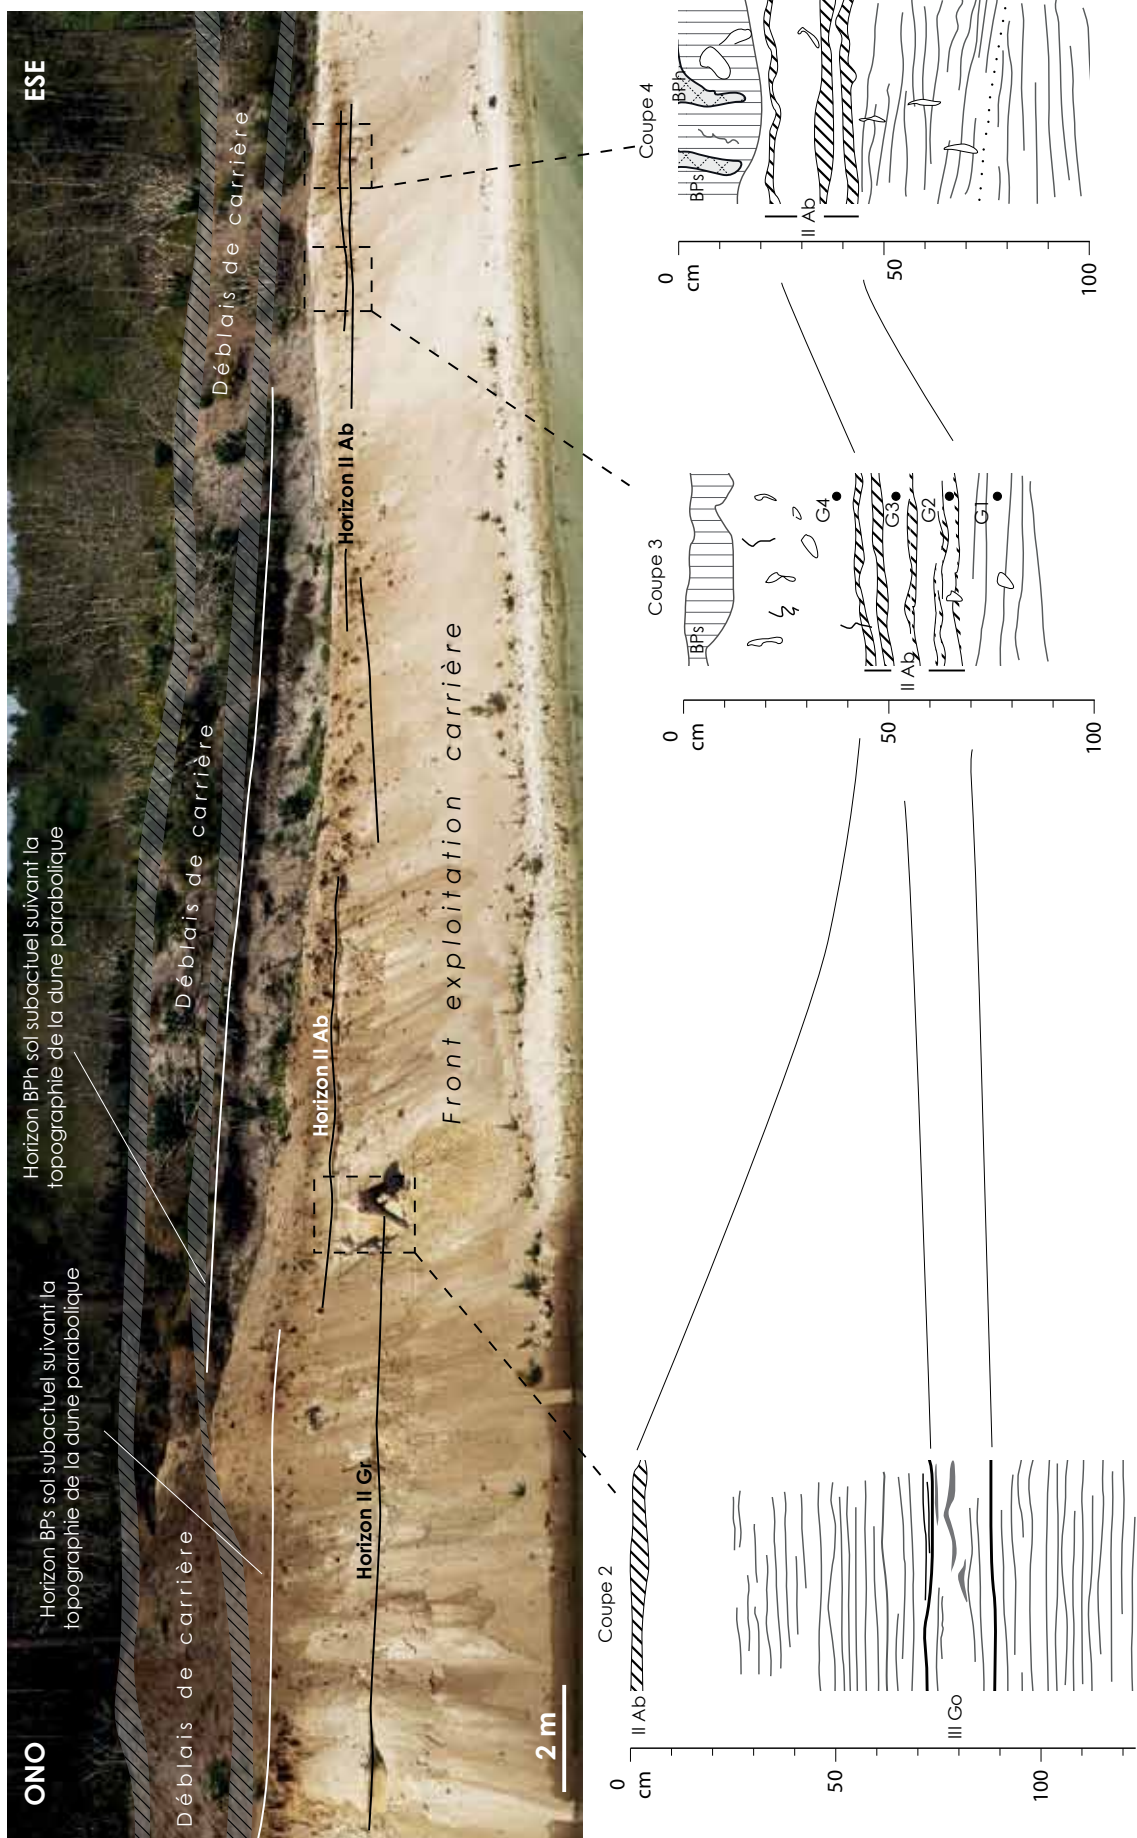 ONO
ESE
Horizon BPs sol subactuel suivant la
topographie de la dune parabolique
Horizon BPh sol subactuel suivant la
topographie de la dune parabolique
Déblais de carrière
Déblais de carrière
Déblais de carrière
Horizon II Gr
Horizon II Ab
Horizon II Ab
Front exploitation carrière
2 m
Coupe 2
0
cm
50
100
II Ab
III Go
Coupe 3
0
cm
50
100
BPs
II Ab
G4
G3
G2
G1
Coupe 4
0
cm
50
100
BPs
BPh
II Ab